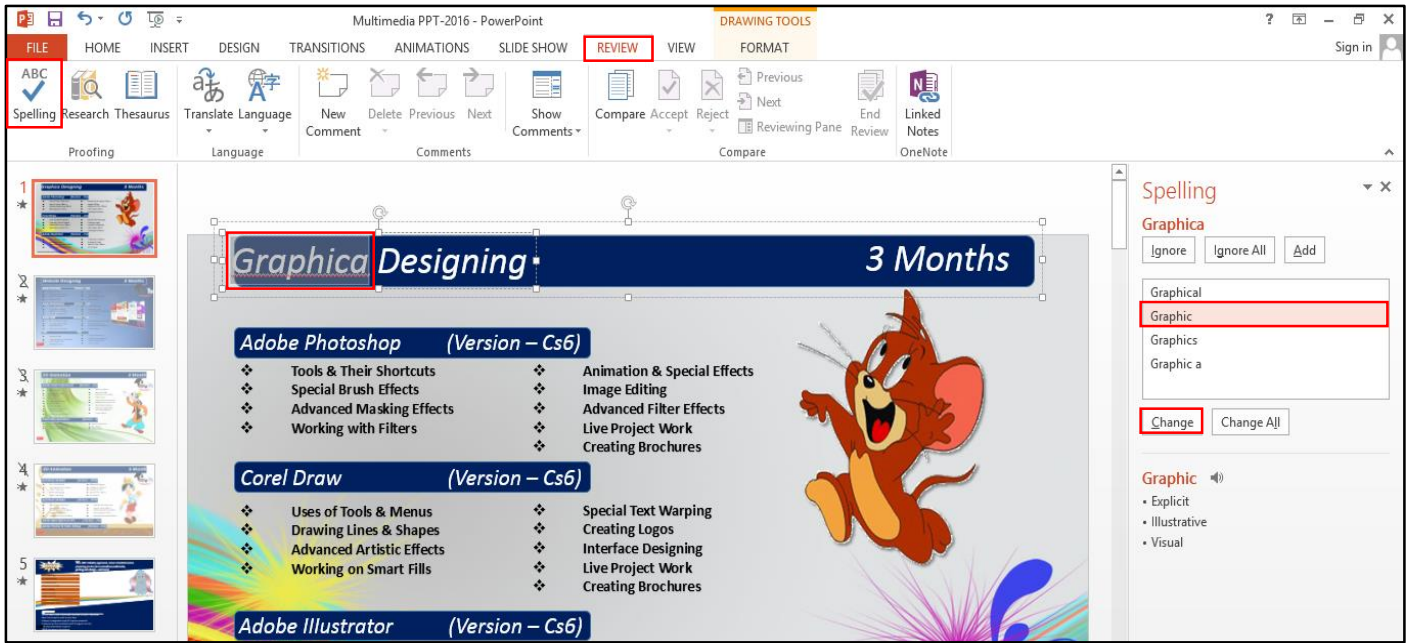 Multimedia PPT-2016 - PowerPoint
DRAWING TOOLS
FILE HOME INSERT DESIGN TRANSITIONS ANIMATIONS SLIDE SHOW REVIEW VIEW FORMAT Sign in
ABC
Spelling Research Thesaurus Translate Language New Comment Delete Previous Next Show Comments Compare Accept Reject Previous Next Reviewing Pane End Review Linked Notes
Proofing Language Comments Compare OneNote
1
2
3
4
5
Graphica Designing 3 Months
Adobe Photoshop (Version – Cs6)
Tools & Their Shortcuts
Special Brush Effects
Advanced Masking Effects
Working with Filters
Animation & Special Effects
Image Editing
Advanced Filter Effects
Live Project Work
Creating Brochures
Corel Draw (Version – Cs6)
Uses of Tools & Menus
Drawing Lines & Shapes
Advanced Artistic Effects
Working on Smart Fills
Special Text Warping
Creating Logos
Interface Designing
Live Project Work
Creating Brochures
Adobe Illustrator (Version – Cs6)
Spelling
Graphica
Ignore Ignore All Add
Graphical
Graphic
Graphics
Graphic a
Change Change All
Graphic
• Explicit
• Illustrative
• Visual